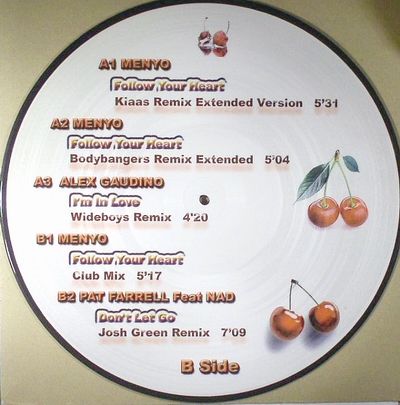 A1 MENYO
Follow Your Heart
Kiaas Remix Extended Version 5'31
A2 MENYO
Follow Your Heart
Bodybangers Remix Extended 5'04
A3 ALEX GAUDINO
I'm In Love
Wideboys Remix 4'20
B1 MENYO
Follow Your Heart
Club Mix 5'17
B2 PAT FARRELL Feat NAD
Don't Let Go
Josh Green Remix 7'09
B Side